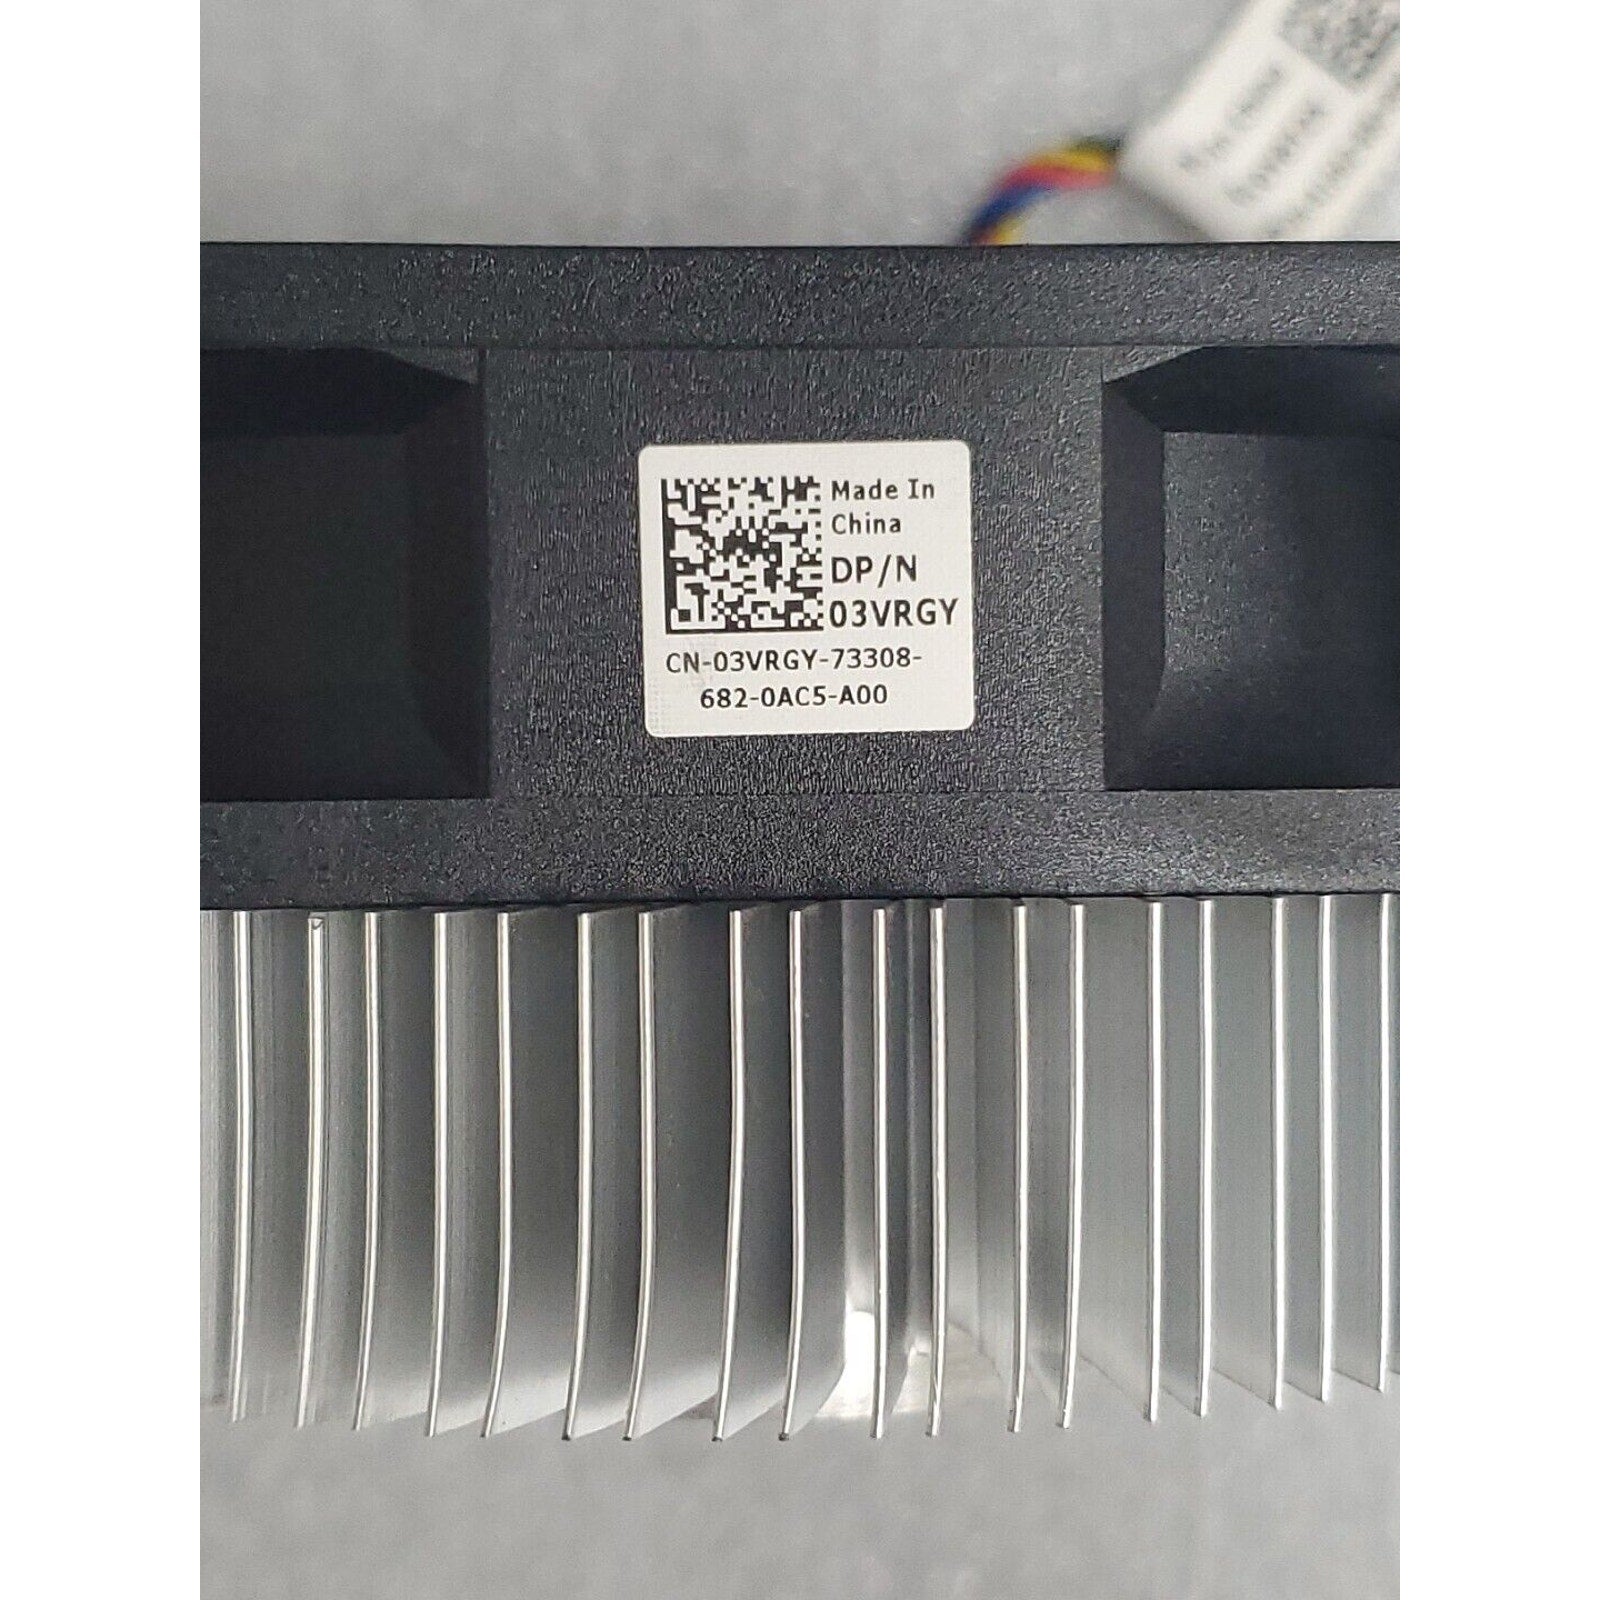 Made In
China
DP/N
03VRGY
CN-03VRGY-73308-
682-0AC5-A00